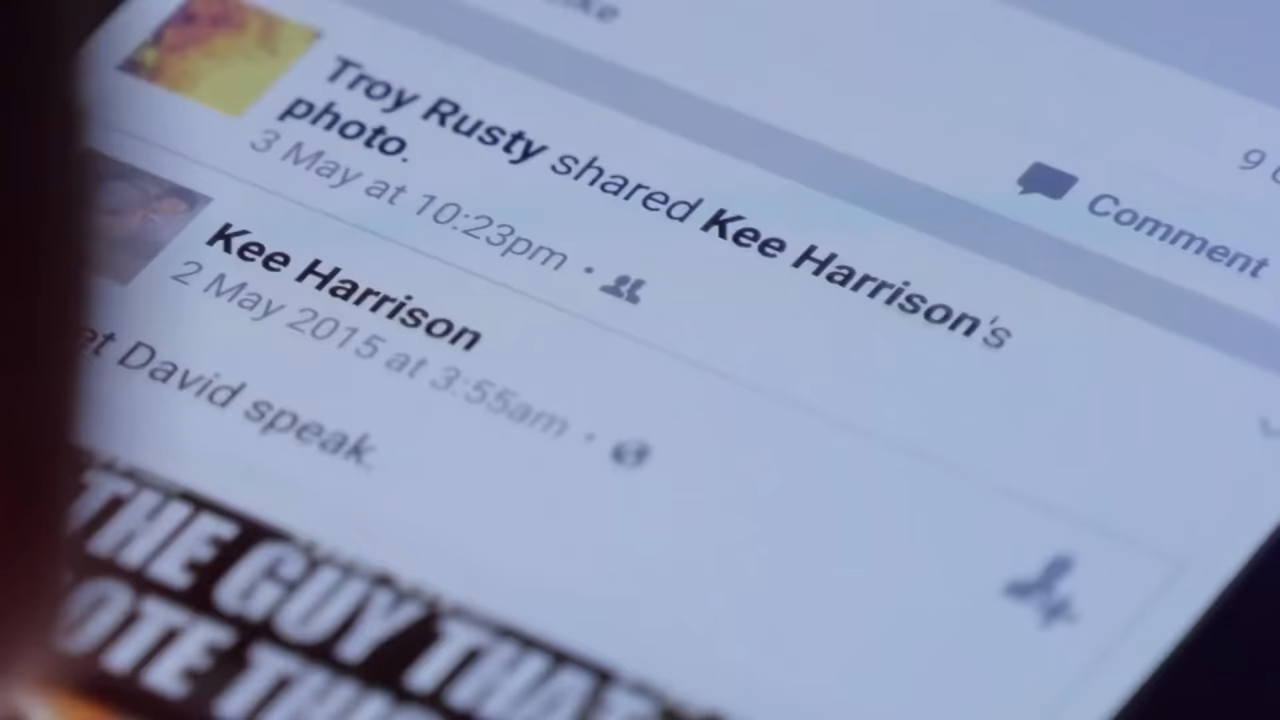 Troy Rusty shared Kee Harrison's
photo.
3 May at 10:23pm ·
Comment
Kee Harrison
2 May 2015 at 3:55am ·
David speak.
THE GUY THAT